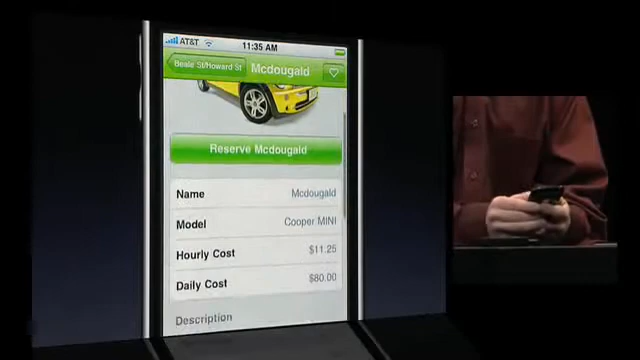 AT&T
11:35 AM
Beale St/Howard St
Mcdougald
Reserve Mcdougald
Name Mcdougald
Model Cooper MINI
Hourly Cost $11.25
Daily Cost $80.00
Description